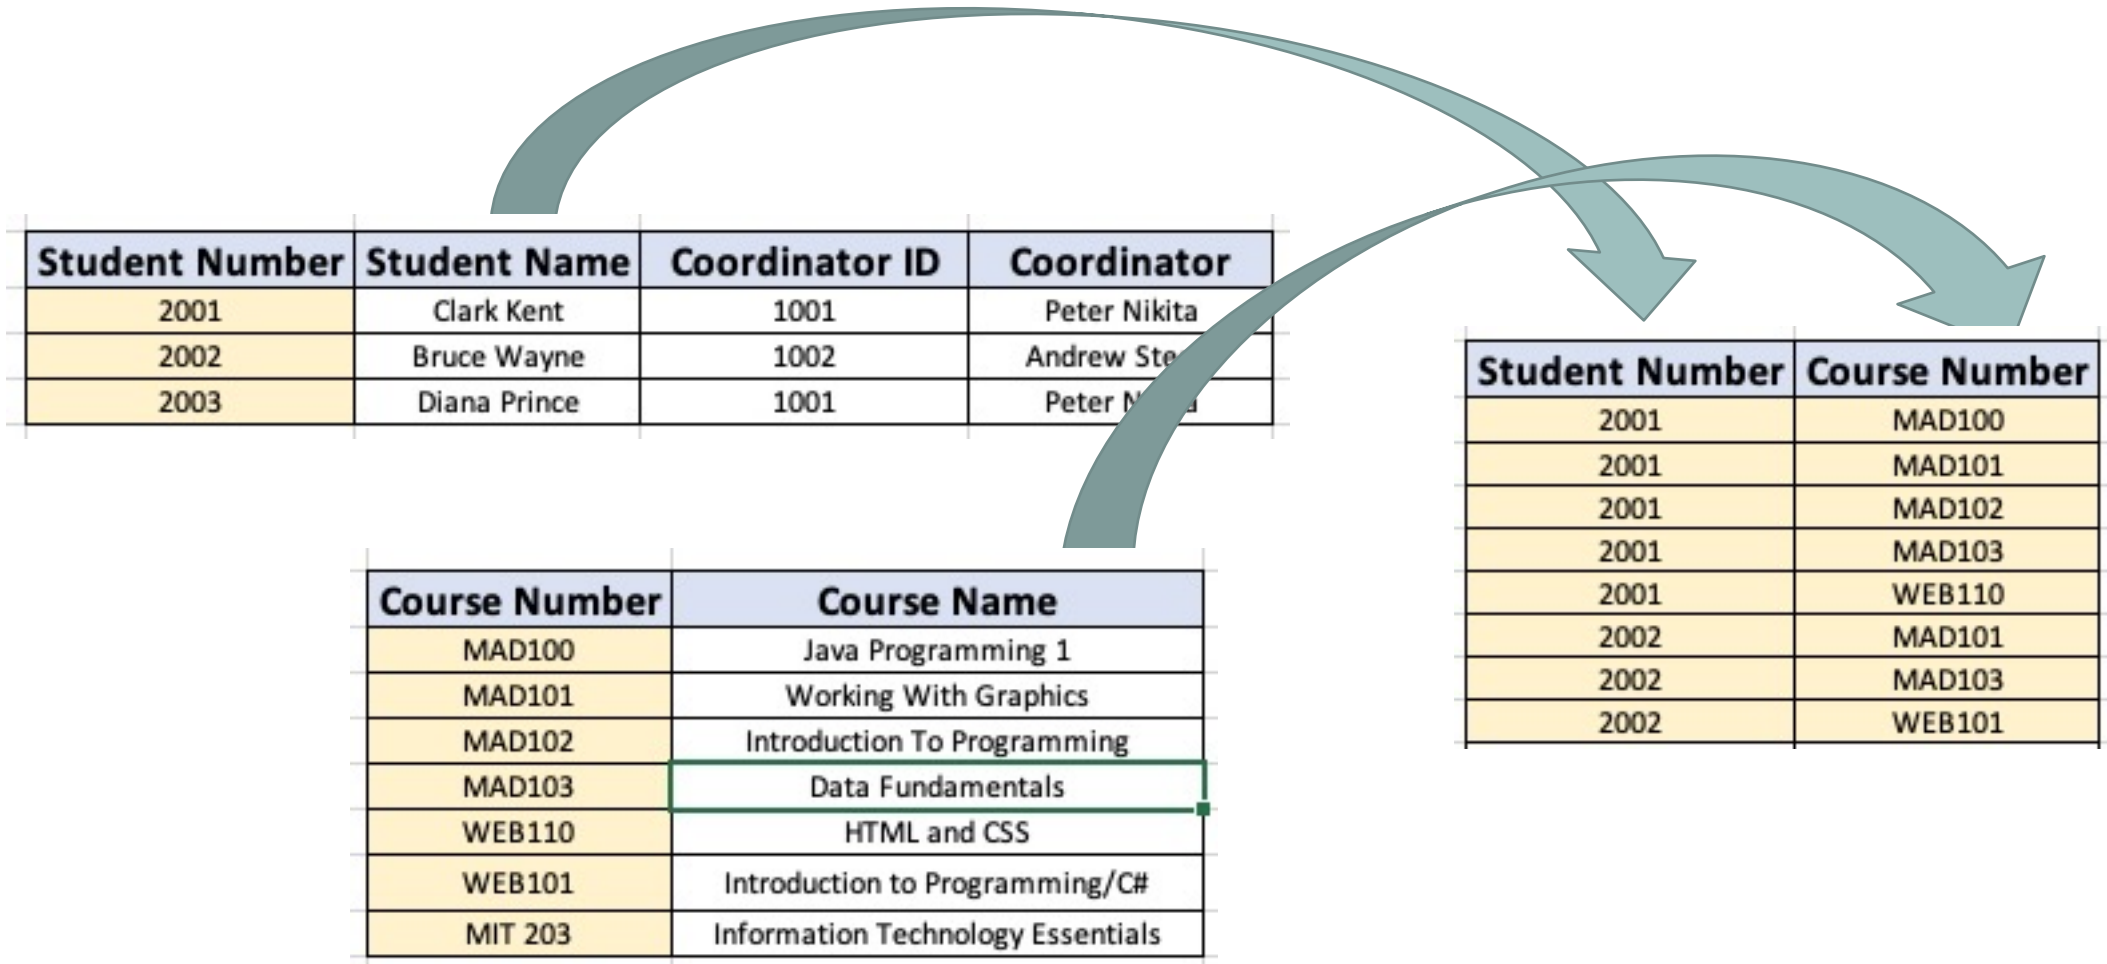 Student Number Student Name Coordinator ID Coordinator
2001 Clark Kent 1001 Peter Nikita
2002 Bruce Wayne 1002 Andrew
2003 Diana Prince 1001 Peter
Course Number Course Name
MAD100 Java Programming 1
MAD101 Working With Graphics
MAD102 Introduction To Programming
MAD103 Data Fundamentals
WEB110 HTML and CSS
WEB101 Introduction to Programming/C#
MIT 203 Information Technology Essentials
Student Number Course Number
2001 MAD100
2001 MAD101
2001 MAD102
2001 MAD103
2001 WEB110
2002 MAD101
2002 MAD103
2002 WEB101